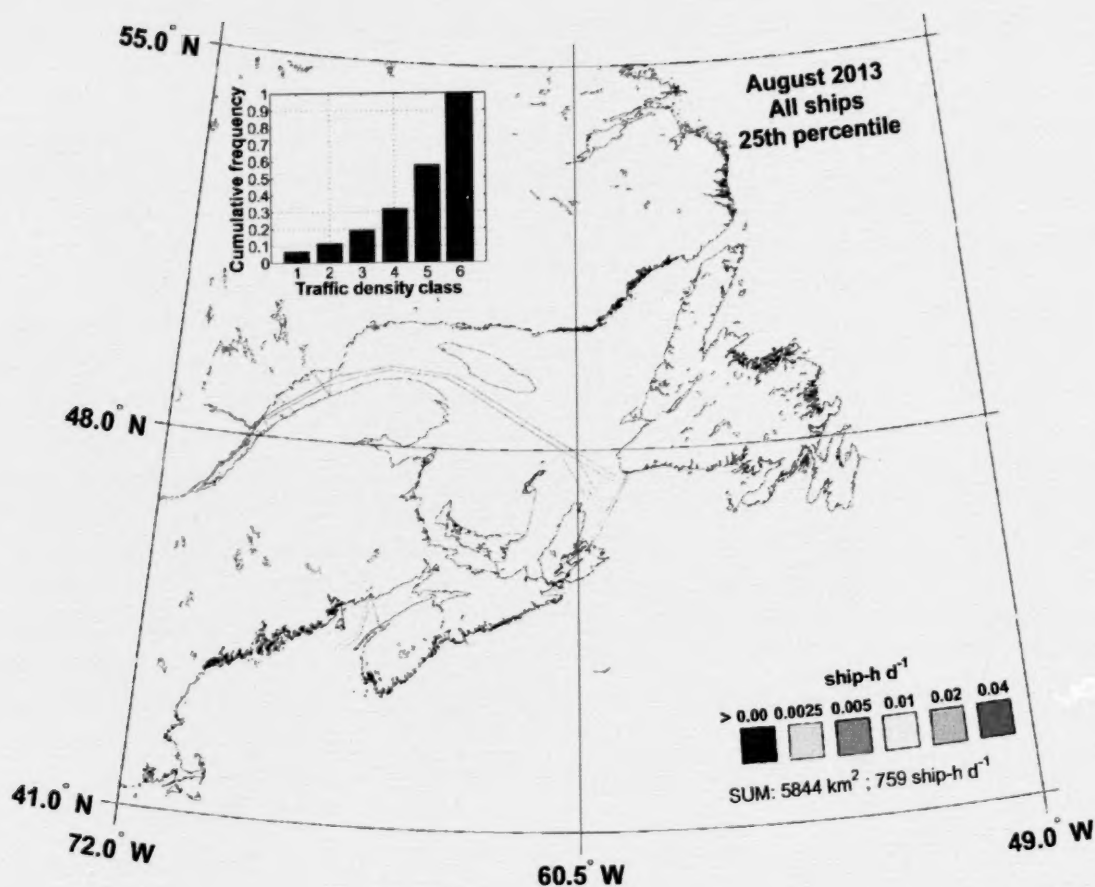 55.0° N
August 2013
All ships
25th percentile
Cumulative frequency
1
0.9
0.8
0.7
0.6
0.5
0.4
0.3
0.2
0.1
0
1 2 3 4 5 6
Traffic density class
48.0° N
ship-h d⁻¹
> 0.00 0.0025 0.005 0.01 0.02 0.04
SUM: 5844 km² ; 759 ship-h d⁻¹
41.0° N
72.0° W
60.5° W
49.0° W